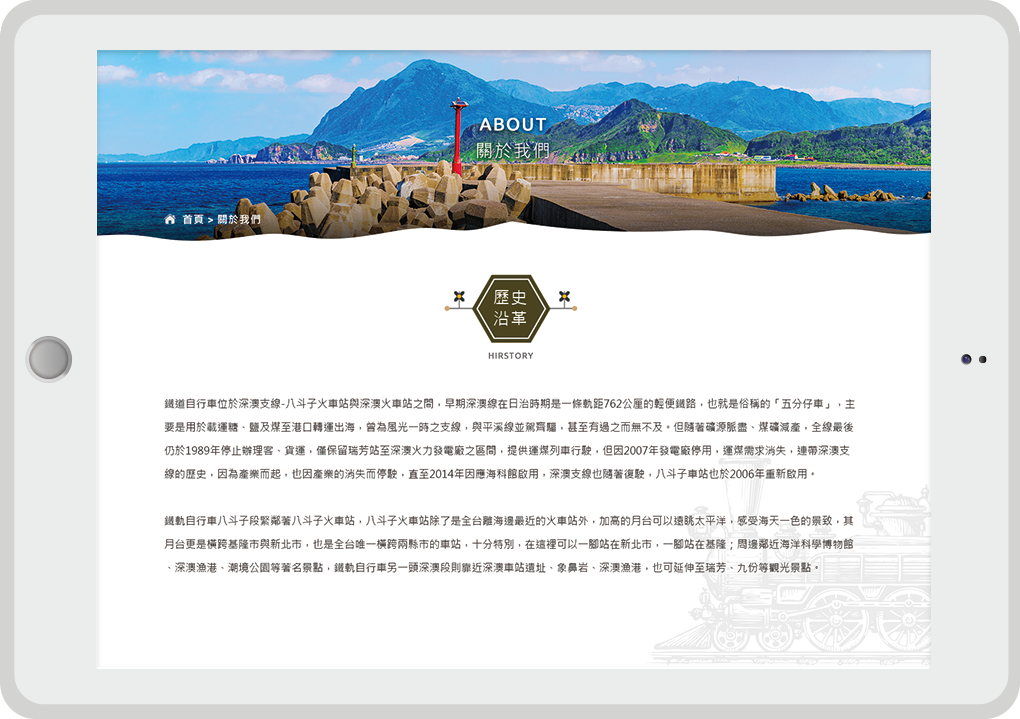 ABOUT
關於我們
首頁 > 關於我們
歷史
沿革
HIRSTORY
鐵道自行車位於深澳支線-八斗子火車站與深澳火車站之間，早期深澳線在日治時期是一條軌距762公厘的輕便鐵路，也就是俗稱的「五分仔車」，主
要是用於載運糖、鹽及煤至港口轉運出海，曾為風光一時之支線，與平溪線並駕齊驅，甚至有過之而無不及。但隨著礦源脈盡、煤礦減產，全線最後
仍於1989年停止辦理客、貨運，僅保留瑞芳站至深澳火力發電廠之區間，提供運煤列車行駛，但因2007年發電廠停用，運煤需求消失，連帶深澳支
線的歷史，因為產業而起，也因產業的消失而停駛，直至2014年因應海科館啟用，深澳支線也隨著復駛，八斗子車站也於2006年重新啟用。
鐵軌自行車八斗子段緊鄰著八斗子火車站，八斗子火車站除了是全台離海邊最近的火車站外，加高的月台可以遠眺太平洋，感受海天一色的景致，其
月台更是橫跨基隆市與新北市，也是全台唯一橫跨兩縣市的車站，十分特別，在這裡可以一腳站在新北市，一腳站在基隆；周邊鄰近海洋科學博物館
、深澳漁港、潮境公園等著名景點，鐵軌自行車另一頭深澳段則靠近深澳車站遺址、象鼻岩、深澳漁港，也可延伸至瑞芳、九份等觀光景點。